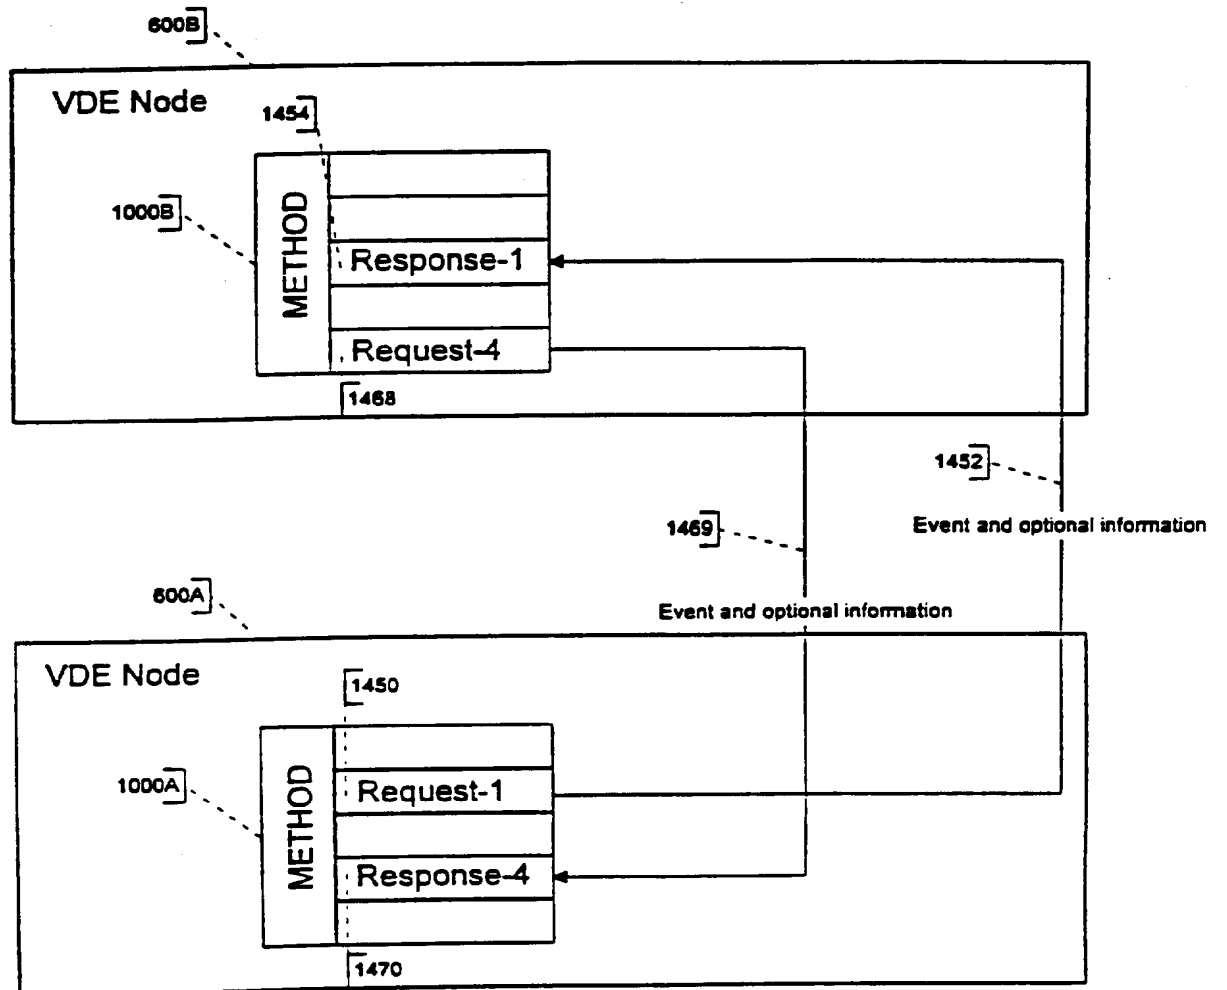 600B
VDE Node
1454
1000B
METHOD
Response-1
Request-4
1468
1452
Event and optional information
1469
600A
Event and optional information
VDE Node
1450
1000A
METHOD
Request-1
Response-4
1470